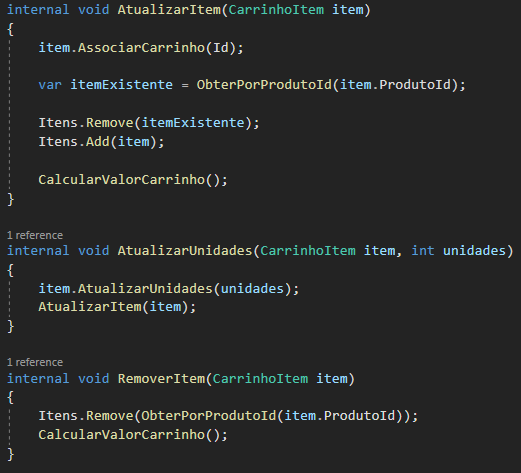 internal void AtualizarItem(CarrinhoItem item)
{
item.AssociarCarrinho(Id);
var itemExistente = ObterPorProdutoId(item.ProdutoId);
Itens.Remove(itemExistente);
Itens.Add(item);
CalcularValorCarrinho();
}
1 reference
internal void AtualizarUnidades(CarrinhoItem item, int unidades)
{
item.AtualizarUnidades(unidades);
AtualizarItem(item);
}
1 reference
internal void RemoverItem(CarrinhoItem item)
{
Itens.Remove(ObterPorProdutoId(item.ProdutoId));
CalcularValorCarrinho();
}